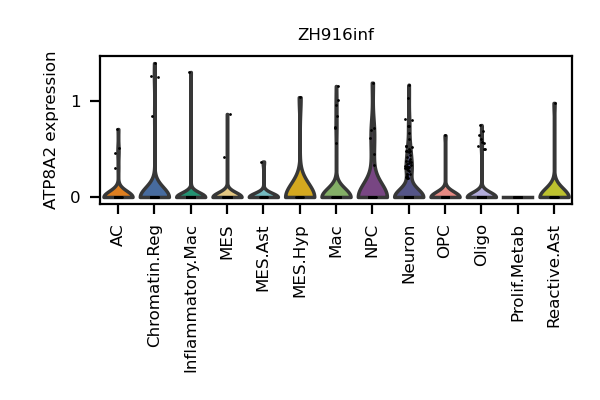 ZH916inf
ATP8A2 expression
1
0
AC
Chromatin.Reg
Inflammatory.Mac
MES
MES.Ast
MES.Hyp
Mac
NPC
Neuron
OPC
Oligo
Prolif.Metab
Reactive.Ast